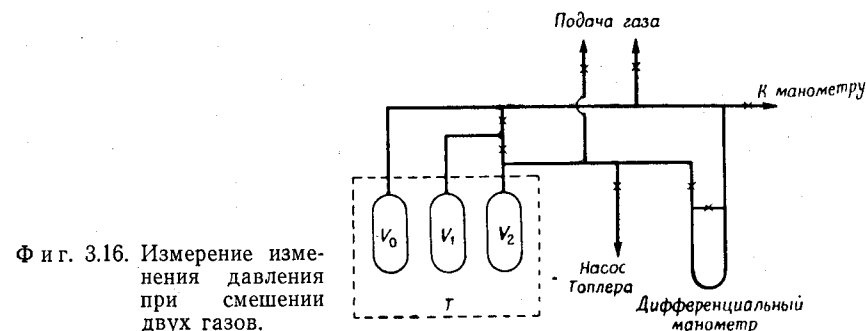 Подача газа
К манометру
V₀
V₁
V₂
T
Насос
Топлера
Дифференциальный
манометр
Фиг. 3.16. Измерение изме-
нения давления
при смешении
двух газов.